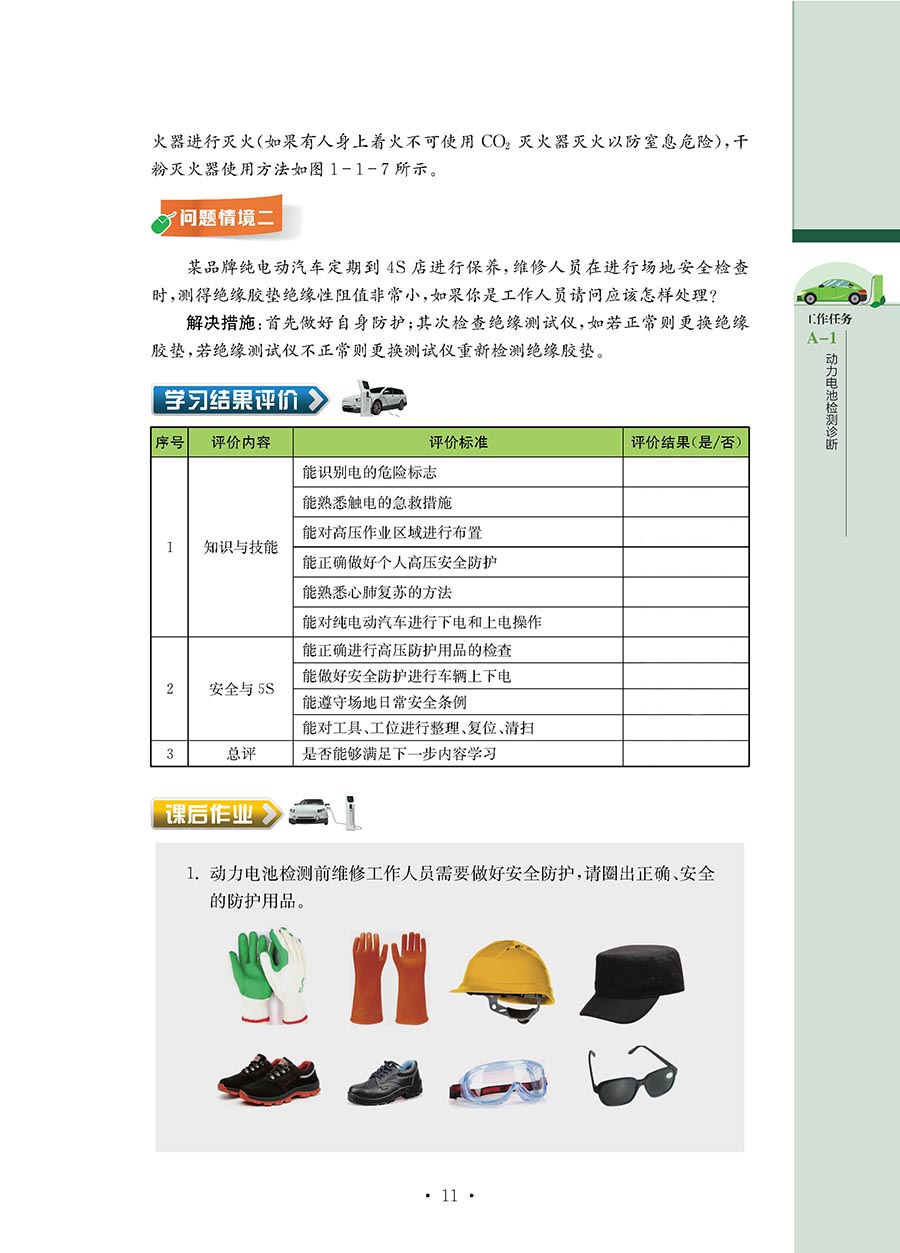 火器进行灭火(如果有人身上着火不可使用 CO₂ 灭火器灭火以防窒息危险),干
粉灭火器使用方法如图 1-1-7 所示。
问题情境二
某品牌纯电动汽车定期到 4S 店进行保养,维修人员在进行场地安全检查
时,测得绝缘胶垫绝缘性阻值非常小,如果你是工作人员请问应该怎样处理?
解决措施:首先做好自身防护;其次检查绝缘测试仪,如若正常则更换绝缘
胶垫,若绝缘测试仪不正常则更换测试仪重新检测绝缘胶垫。
学习结果评价
序号 评价内容 评价标准 评价结果(是/否)
1 知识与技能 能识别电的危险标志
能熟悉触电的急救措施
能对高压作业区域进行布置
能正确做好个人高压安全防护
能熟悉心肺复苏的方法
能对纯电动汽车进行下电和上电操作
2 安全与 5S 能正确进行高压防护用品的检查
能做好安全防护进行车辆上下电
能遵守场地日常安全条例
能对工具、工位进行整理、复位、清扫
3 总评 是否能够满足下一步内容学习
课后作业
1. 动力电池检测前维修工作人员需要做好安全防护,请圈出正确、安全
的防护用品。
· 11 ·
工作任务
A-1
动力电池检测诊断